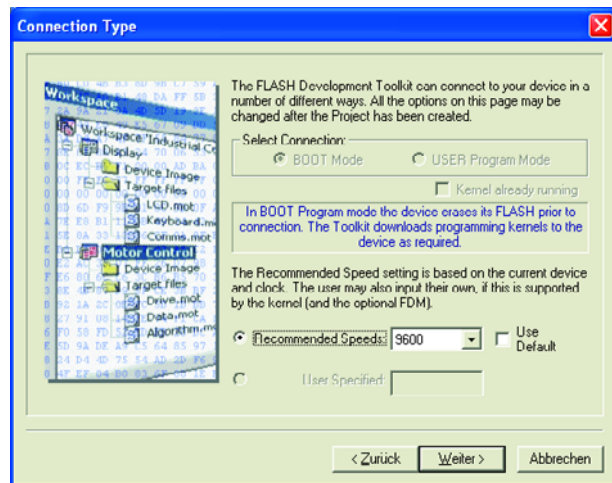 Connection Type
The FLASH Development Toolkit can connect to your device in a
number of different ways. All the options on this page may be
changed after the Project has been created.
Select Connection:
BOOT Mode
USER Program Mode
Kernel already running
In BOOT Program mode the device erases its FLASH prior to
connection. The Toolkit downloads programming kernels to the
device as required.
The Recommended Speed setting is based on the current device
and clock. The user may also input their own, if this is supported
by the kernel (and the optional FDM).
Recommended Speeds:
9600
Use
Default
User Specified:
Workspace
Workspace 'Industrial Co
Display
Device Image
Target files
LCD.mot
Keyboard.mo
Comms.mot
Motor Control
Device Image
Target files
Drive.mot
Data.mot
Algorithm.mo
< Zurück
Weiter >
Abbrechen